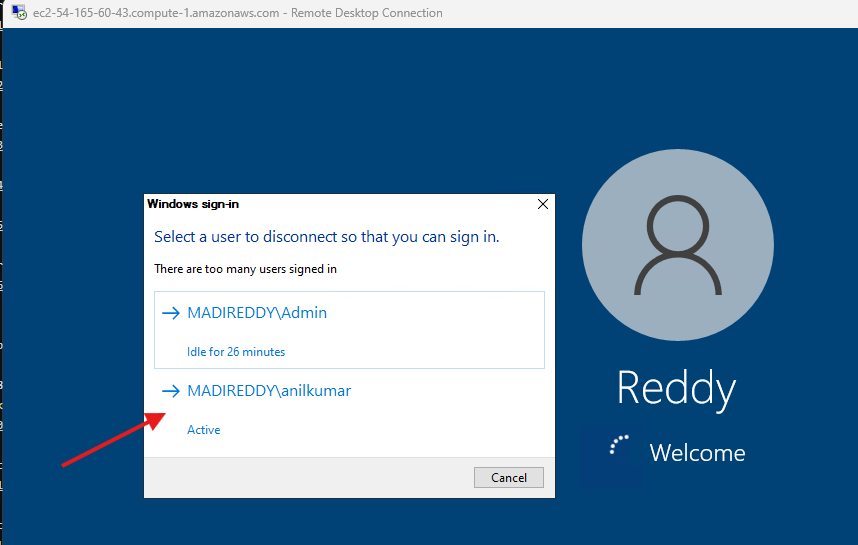 ec2-54-165-60-43.compute-1.amazonaws.com - Remote Desktop Connection
Windows sign-in
Select a user to disconnect so that you can sign in.
There are too many users signed in
MADIREDDY\Admin
Idle for 26 minutes
MADIREDDY\anilkumar
Active
Cancel
Reddy
Welcome